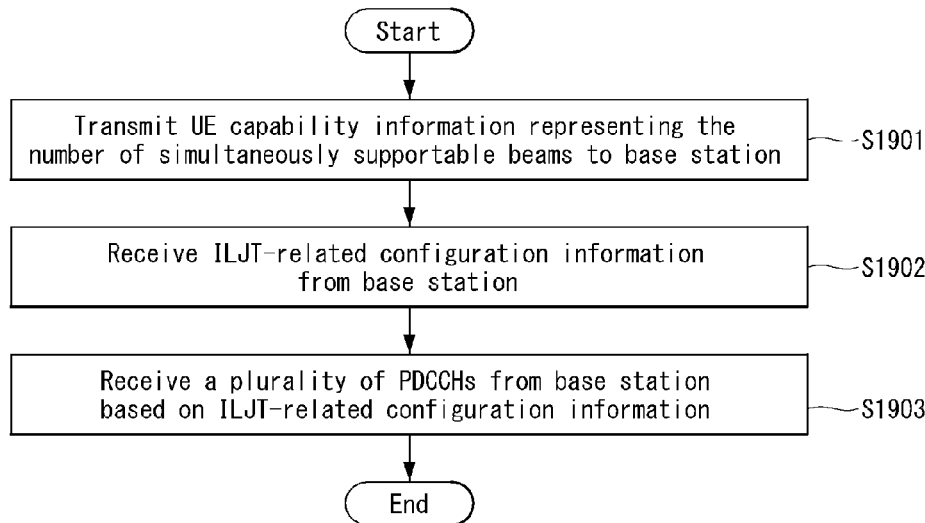 Start
Transmit UE capability information representing the
number of simultaneously supportable beams to base station
S1901
Receive ILJT-related configuration information
from base station
S1902
Receive a plurality of PDCCHs from base station
based on ILJT-related configuration information
S1903
End